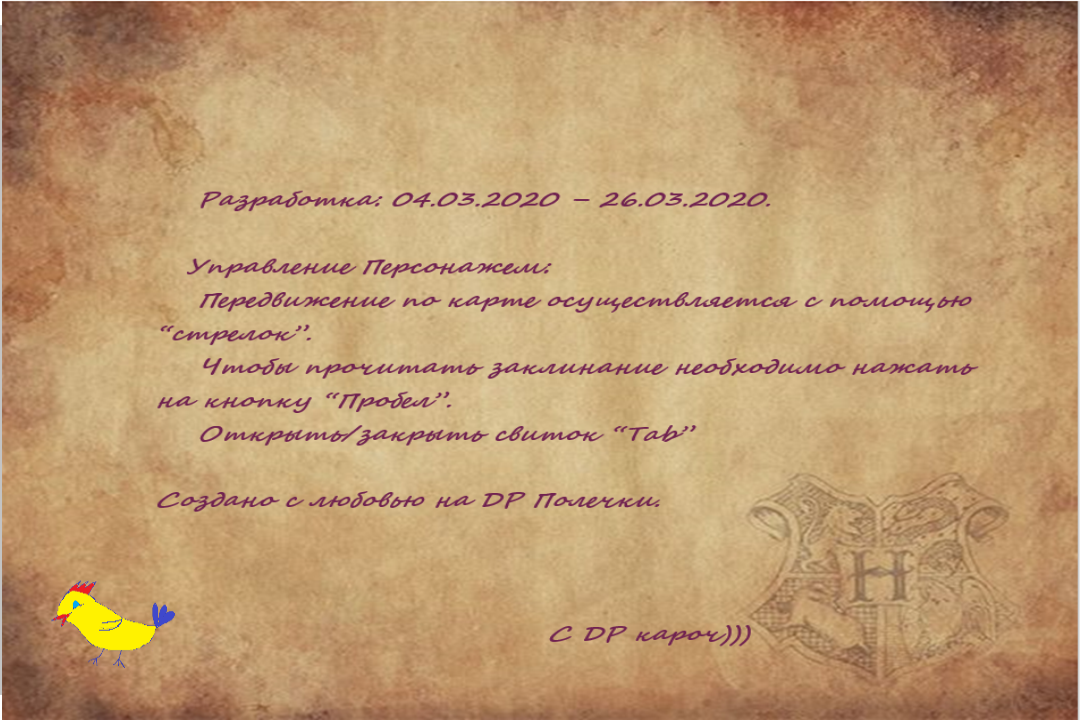 Разработка: 04.03.2020 – 26.03.2020.
Управление Персонажем:
Передвижение по карте осуществляется с помощью
“стрелок”.
Чтобы прочитать заклинание необходимо нажать
на кнопку “Пробел”.
Открыть/закрыть свиток “Tab”
Создано с любовью на DP Полечки.
H
С DP кароч)))